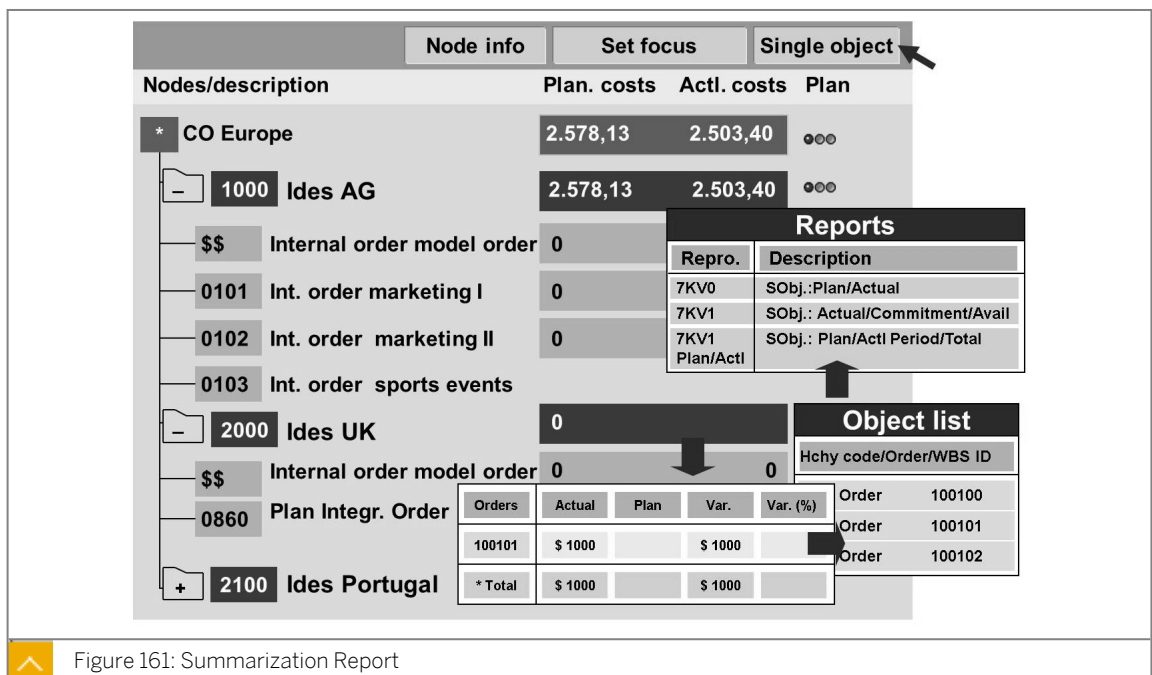 Node info Set focus Single object
Nodes/description Plan. costs Actl. costs Plan
* CO Europe 2.578,13 2.503,40
– 1000 Ides AG 2.578,13 2.503,40
$$ Internal order model order 0
0101 Int. order marketing I 0
0102 Int. order marketing II 0
0103 Int. order sports events
– 2000 Ides UK 0
$$ Internal order model order 0 0
0860 Plan Integr. Order
+ 2100 Ides Portugal
Reports
Repro. Description
7KV0 SObj.:Plan/Actual
7KV1 SObj.: Actual/Commitment/Avail
7KV1 SObj.: Plan/Actl Period/Total
Plan/Actl
Object list
Hchy code/Order/WBS ID
Order 100100
Order 100101
Order 100102
Orders Actual Plan Var. Var. (%)
100101 $ 1000 $ 1000
* Total $ 1000 $ 1000
Figure 161: Summarization Report